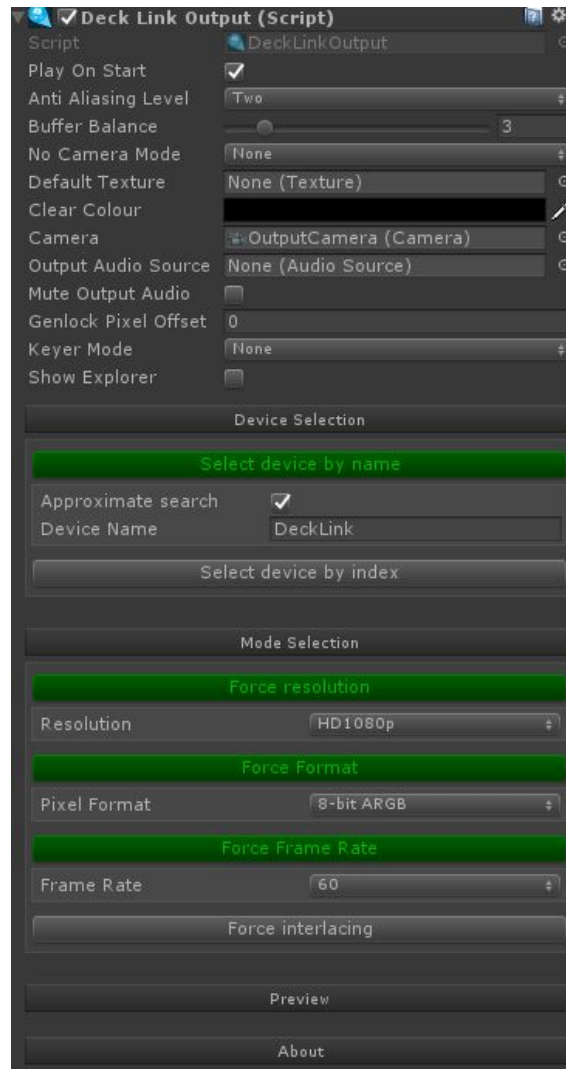 Deck Link Output (Script)
Script DeckLinkOutput
Play On Start
Anti Aliasing Level Two
Buffer Balance 3
No Camera Mode None
Default Texture None (Texture)
Clear Colour
Camera OutputCamera (Camera)
Output Audio Source None (Audio Source)
Mute Output Audio
Genlock Pixel Offset 0
Keyer Mode None
Show Explorer
Device Selection
Select device by name
Approximate search
Device Name DeckLink
Select device by index
Mode Selection
Force resolution
Resolution HD1080p
Force Format
Pixel Format 8-bit ARGB
Force Frame Rate
Frame Rate 60
Force interlacing
Preview
About